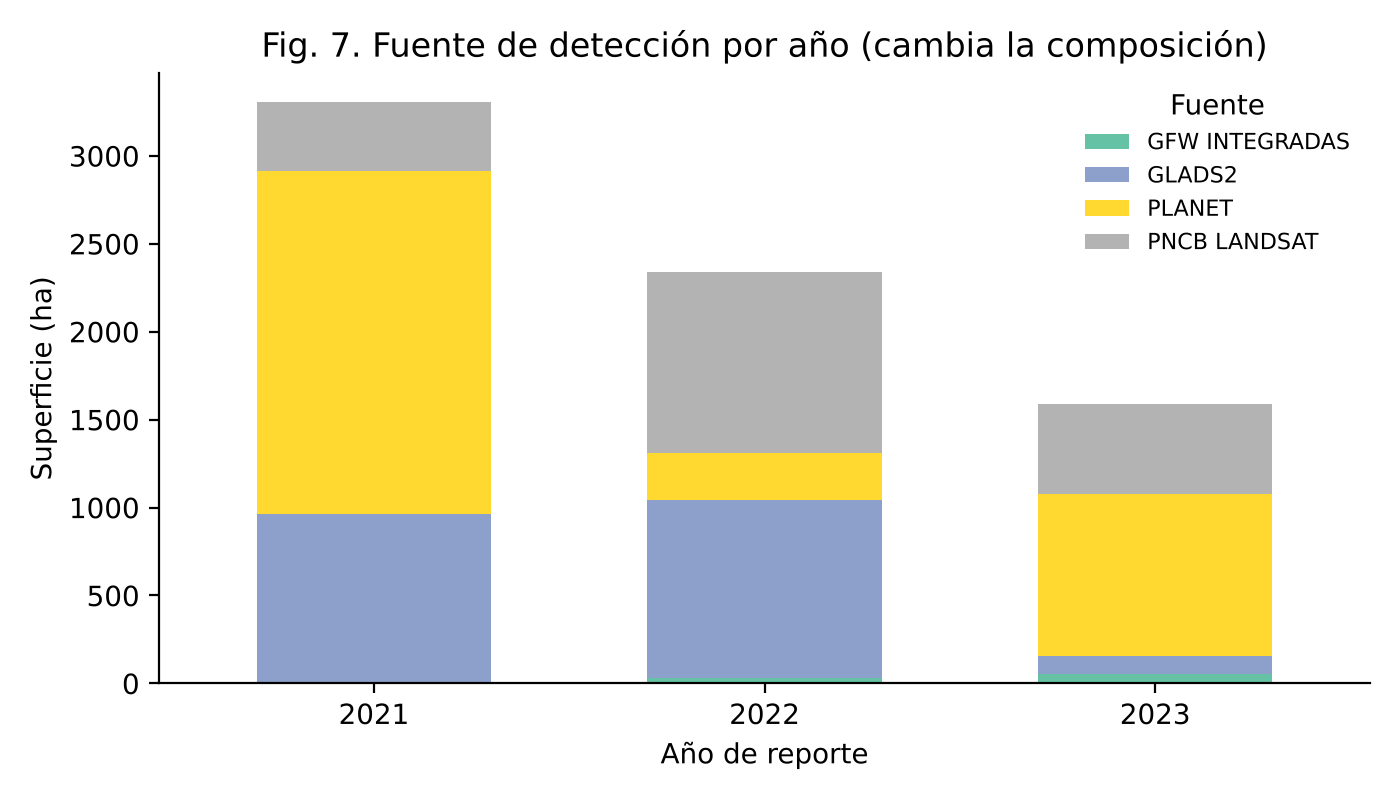 Fig. 7. Fuente de detección por año (cambia la composición)
Fuente
GFW INTEGRADAS
GLADS2
PLANET
PNCB LANDSAT
Superficie (ha)
3000
2500
2000
1500
1000
500
0
2021
2022
2023
Año de reporte